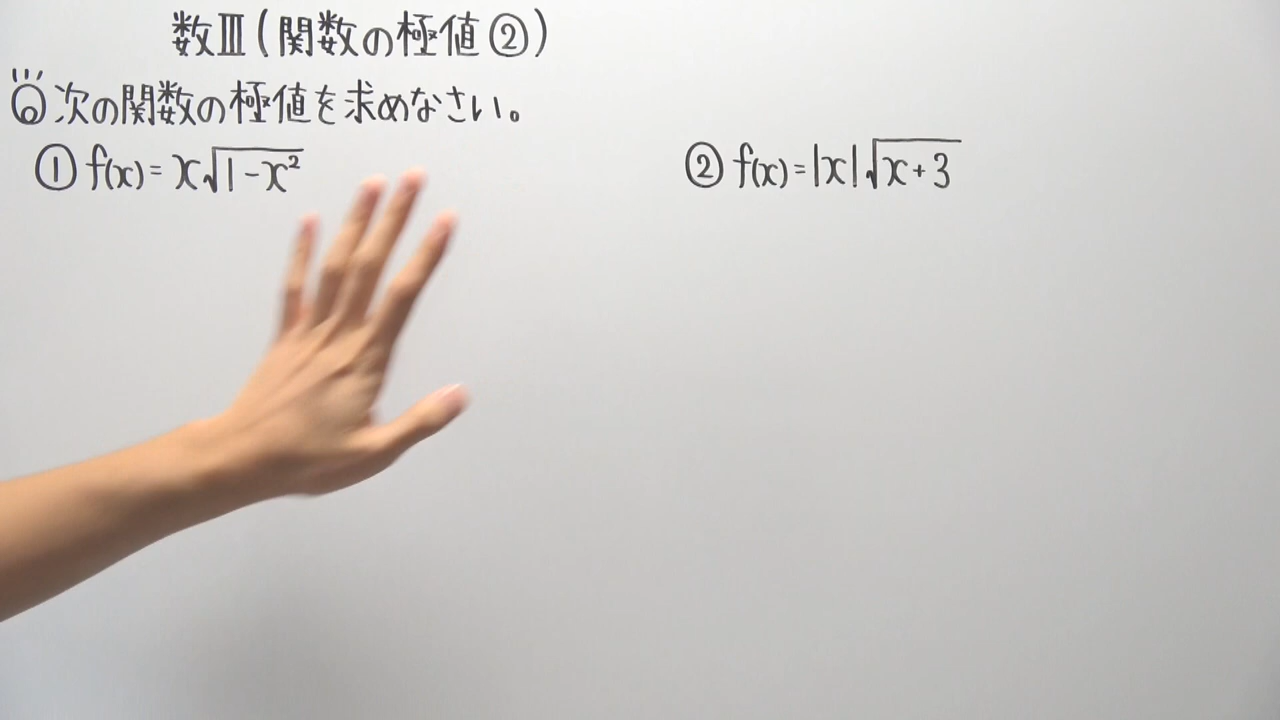 数Ⅲ(関数の極値②)
Q 次の関数の極値を求めなさい。
① f(x)=x√(1-x²)
② f(x)=|x|√(x+3)